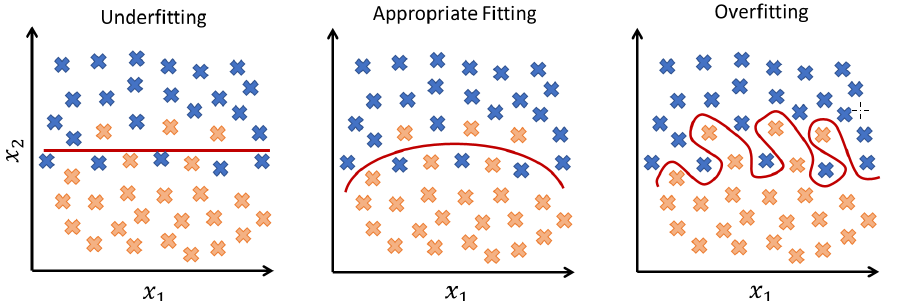 Underfitting
Appropriate Fitting
Overfitting
x₂
x₁
x₁
x₁